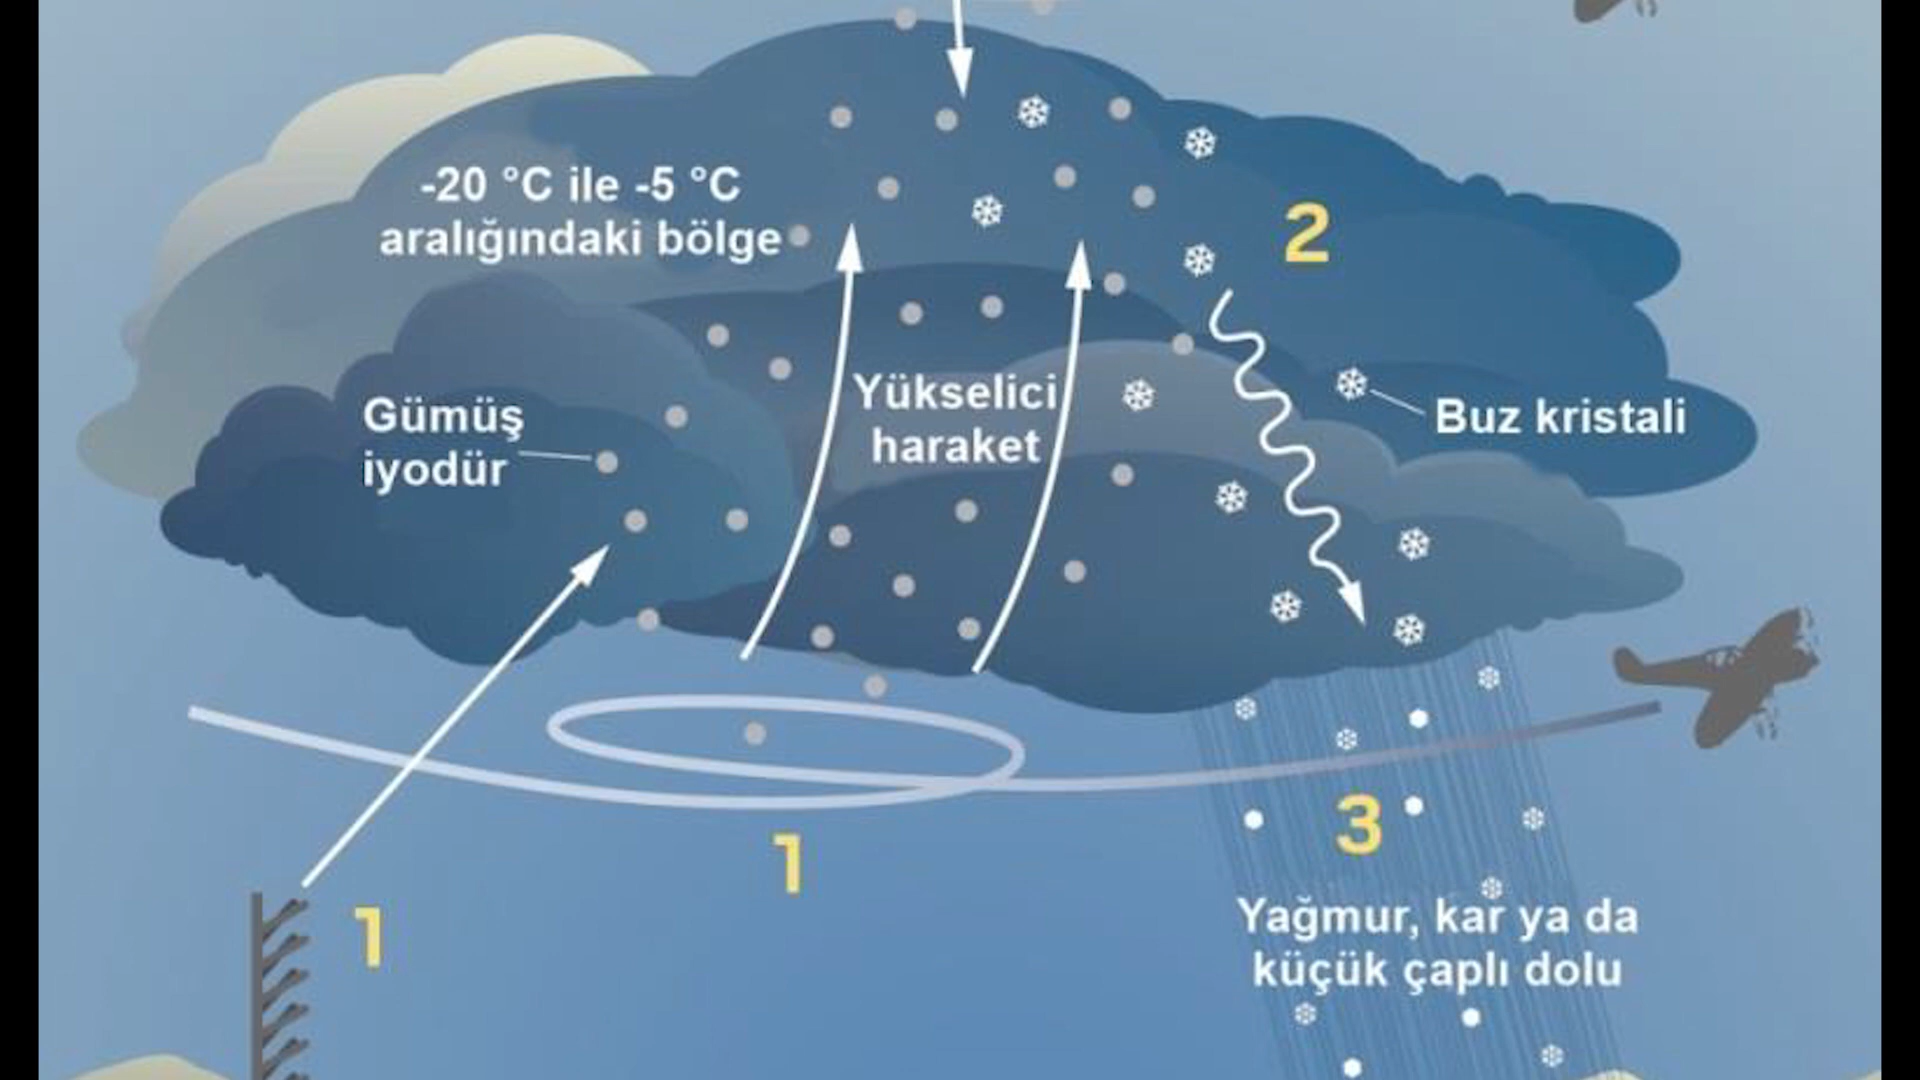 -20 °C ile -5 °C
aralığındaki bölge
2
Yükselici
haraket
Gümüş
iyodür
Buz kristali
1
1
3
Yağmur, kar ya da
küçük çaplı dolu